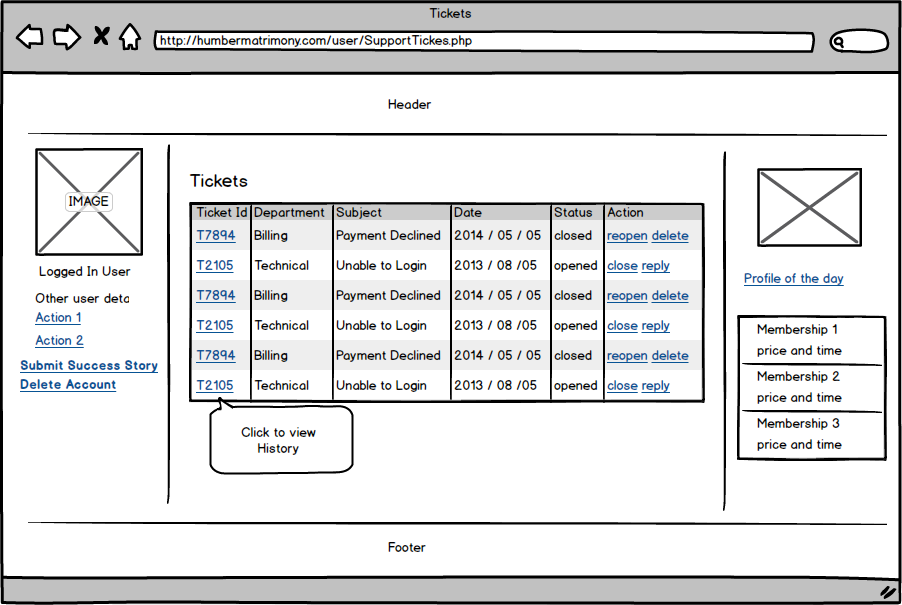 Tickets
http://humbermatrimony.com/user/SupportTickes.php
Header
IMAGE
Logged In User
Other user deta
Action 1
Action 2
Submit Success Story
Delete Account
Tickets
Ticket Id Department Subject Date Status Action
T7894 Billing Payment Declined 2014 / 05 / 05 closed reopen delete
T2105 Technical Unable to Login 2013 / 08 /05 opened close reply
T7894 Billing Payment Declined 2014 / 05 / 05 closed reopen delete
T2105 Technical Unable to Login 2013 / 08 /05 opened close reply
T7894 Billing Payment Declined 2014 / 05 / 05 closed reopen delete
T2105 Technical Unable to Login 2013 / 08 /05 opened close reply
Click to view
History
Profile of the day
Membership 1
price and time
Membership 2
price and time
Membership 3
price and time
Footer